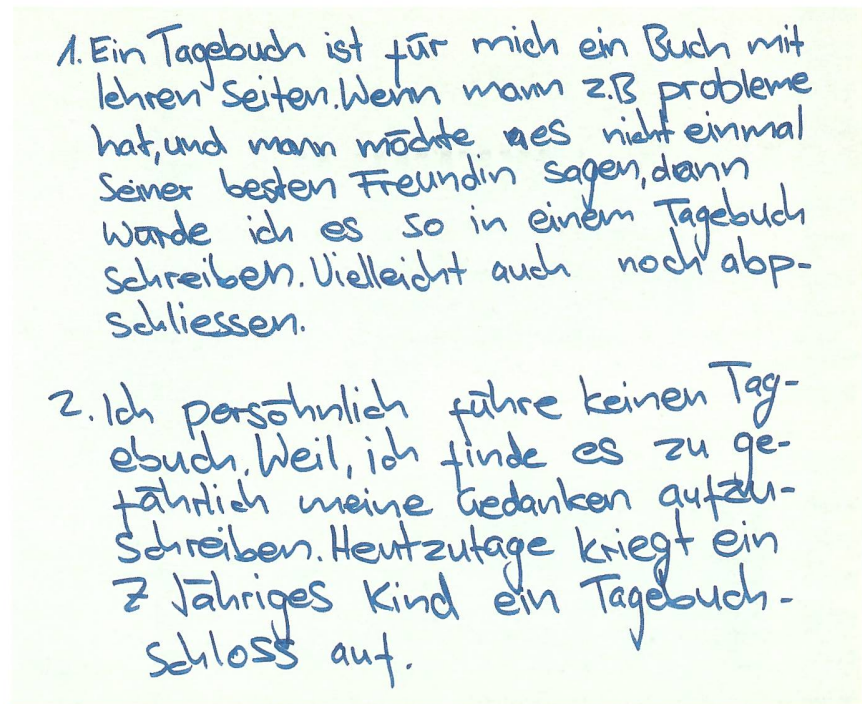 1. Ein Tagebuch ist für mich ein Buch mit
lehren Seiten. Wenn mann z.B probleme
hat, und mann möchte es nicht einmal
Seiner besten Freundin sagen, dann
würde ich es so in einem Tagebuch
schreiben. Vielleicht auch noch abp-
schliessen.
2. Ich persöhnlich führe keinen Tag-
ebuch. Weil, ich finde es zu ge-
fährlich meine Gedanken aufzu-
schreiben. Heutzutage kriegt ein
7 Jähriges Kind ein Tagebuch-
schloss auf.